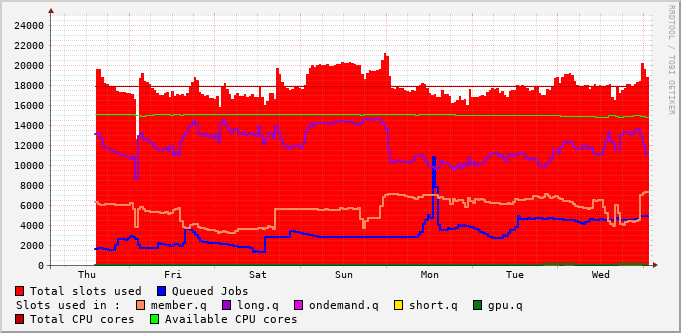 RRDTOOL / TOBI OETIKER
24000
22000
20000
18000
16000
14000
12000
10000
8000
6000
4000
2000
0
Thu Fri Sat Sun Mon Tue Wed
Total slots used Queued Jobs
Slots used in : member.q long.q ondemand.q short.q gpu.q
Total CPU cores Available CPU cores